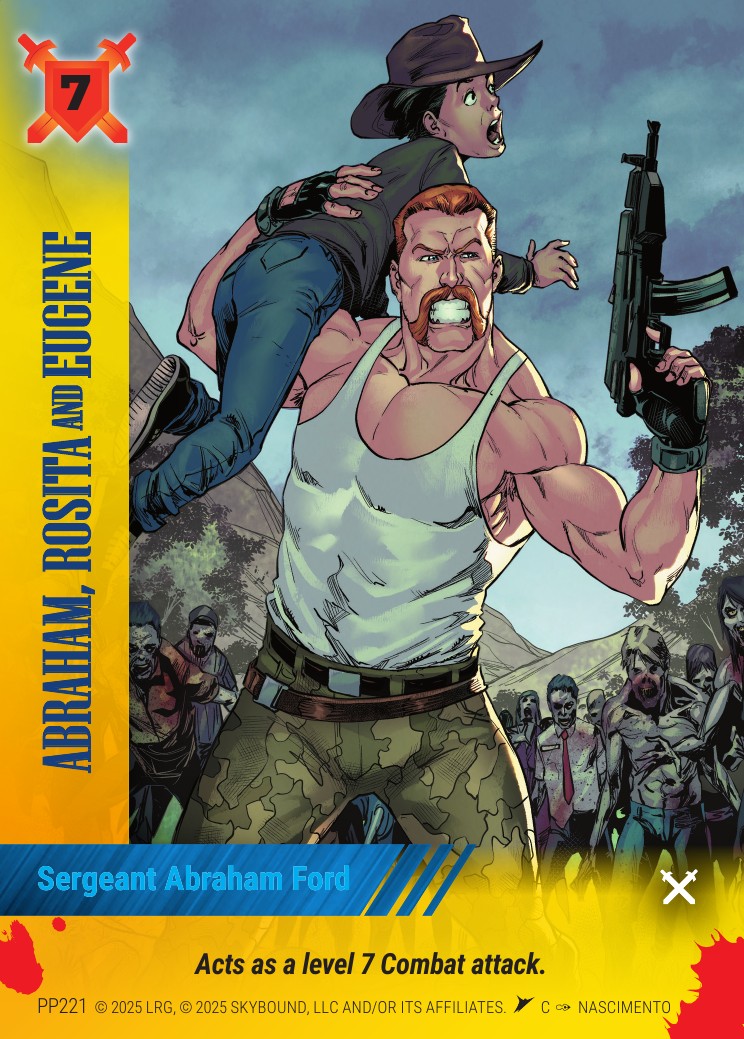 7
ABRAHAM, ROSITA AND EUGENE
Sergeant Abraham Ford
Acts as a level 7 Combat attack.
PP221 © 2025 LRG, © 2025 SKYBOUND, LLC AND/OR ITS AFFILIATES. C NASCIMENTO